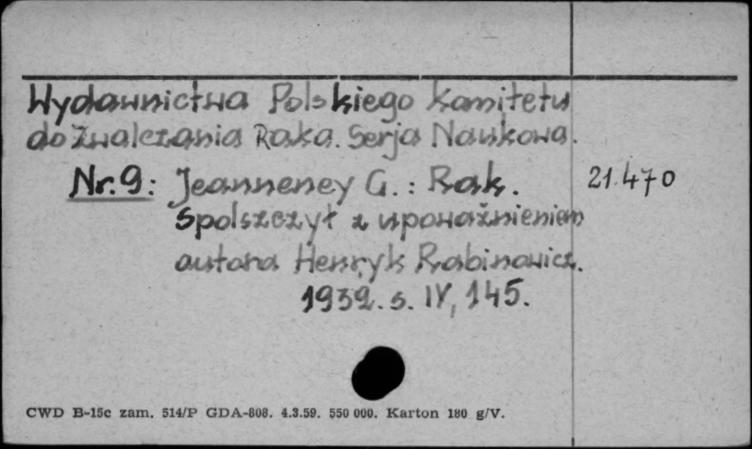 Wydawnictwa Polskiego Komitetu
do Zwalczania Raka. Serja Naukowa.
Nr. 9: Jeanneney G.: Rak. 21.470
Spolszczył z upoważnieniem
autora Henryk Rabinowicz.
1932. s. IV, 145.
CWD B-15c zam. 514/P GDA-808. 4.3.59. 550 000. Karton 180 g/V.